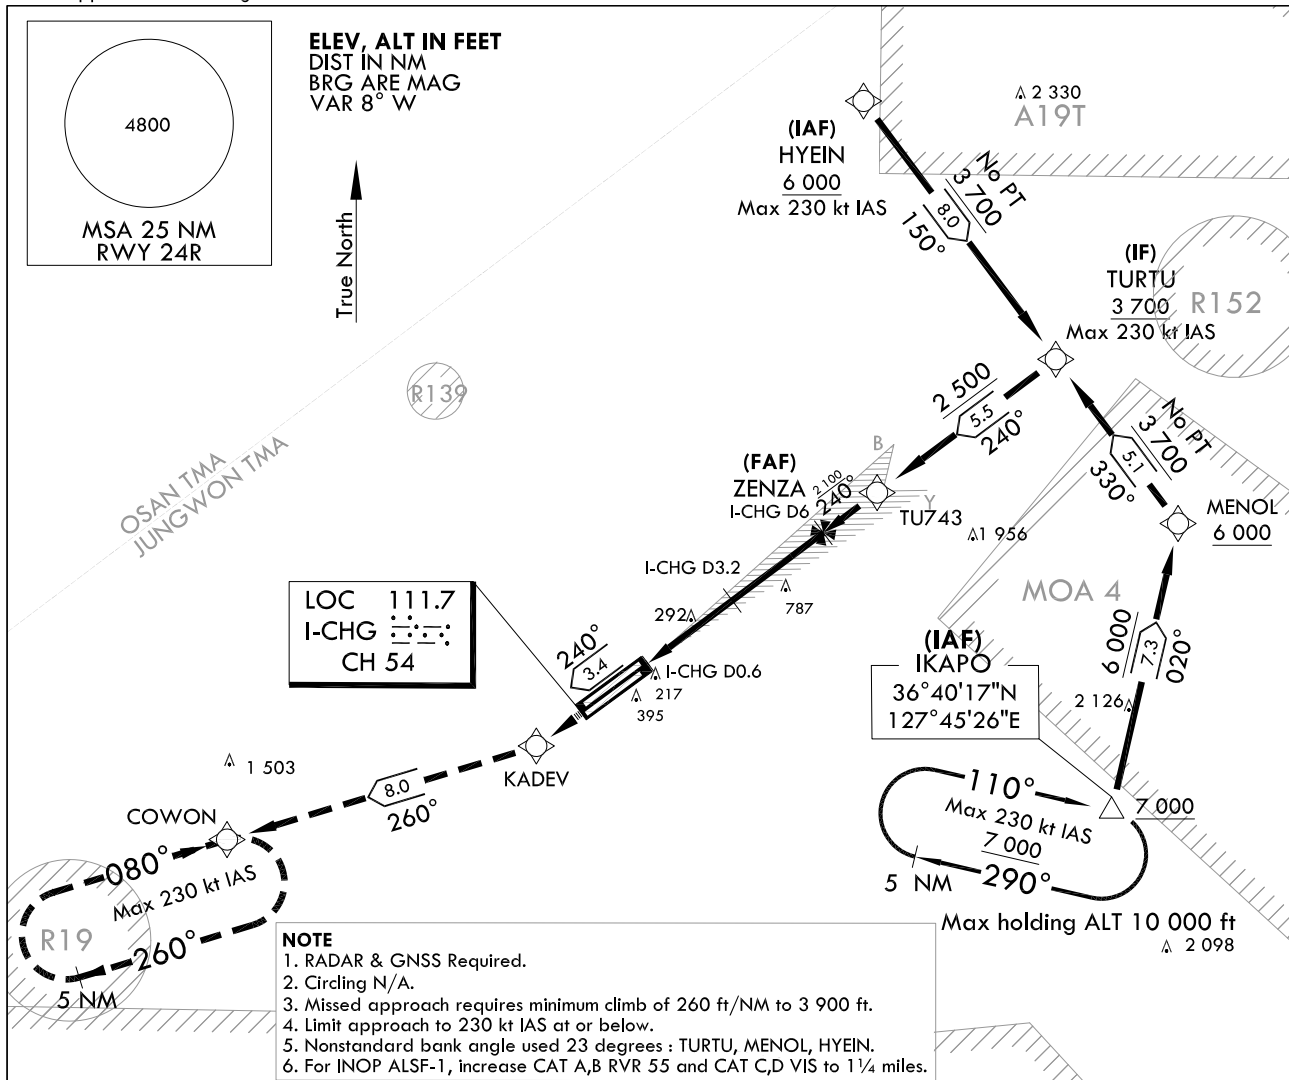 4800
MSA 25 NM
RWY 24R
ELEV, ALT IN FEET
DIST IN NM
BRG ARE MAG
VAR 8° W
True North
(IAF)
HYEIN
6 000
Max 230 kt IAS
2 330
A19T
No PT
3 700
8.0
150°
(IF)
TURTU
3 700
Max 230 kt IAS
R152
R139
OSAN TMA
JUNGWON TMA
2 500
5.5
240°
B
(FAF)
ZENZA
I-CHG D6
2 100
240°
Y
TU743
1 956
No PT
3 700
5.1
330°
MENOL
6 000
MOA 4
I-CHG D3.2
292
787
LOC 111.7
I-CHG
CH 54
240°
3.4
I-CHG D0.6
217
395
(IAF)
IKAPO
36°40'17"N
127°45'26"E
6 000
7.3
020°
2 126
KADEV
1 503
8.0
260°
COWON
080°
Max 230 kt IAS
260°
R19
5 NM
110°
Max 230 kt IAS
7 000
290°
5 NM
7 000
Max holding ALT 10 000 ft
2 098
NOTE
1. RADAR & GNSS Required.
2. Circling N/A.
3. Missed approach requires minimum climb of 260 ft/NM to 3 900 ft.
4. Limit approach to 230 kt IAS at or below.
5. Nonstandard bank angle used 23 degrees : TURTU, MENOL, HYEIN.
6. For INOP ALSF-1, increase CAT A,B RVR 55 and CAT C,D VIS to 1¼ miles.